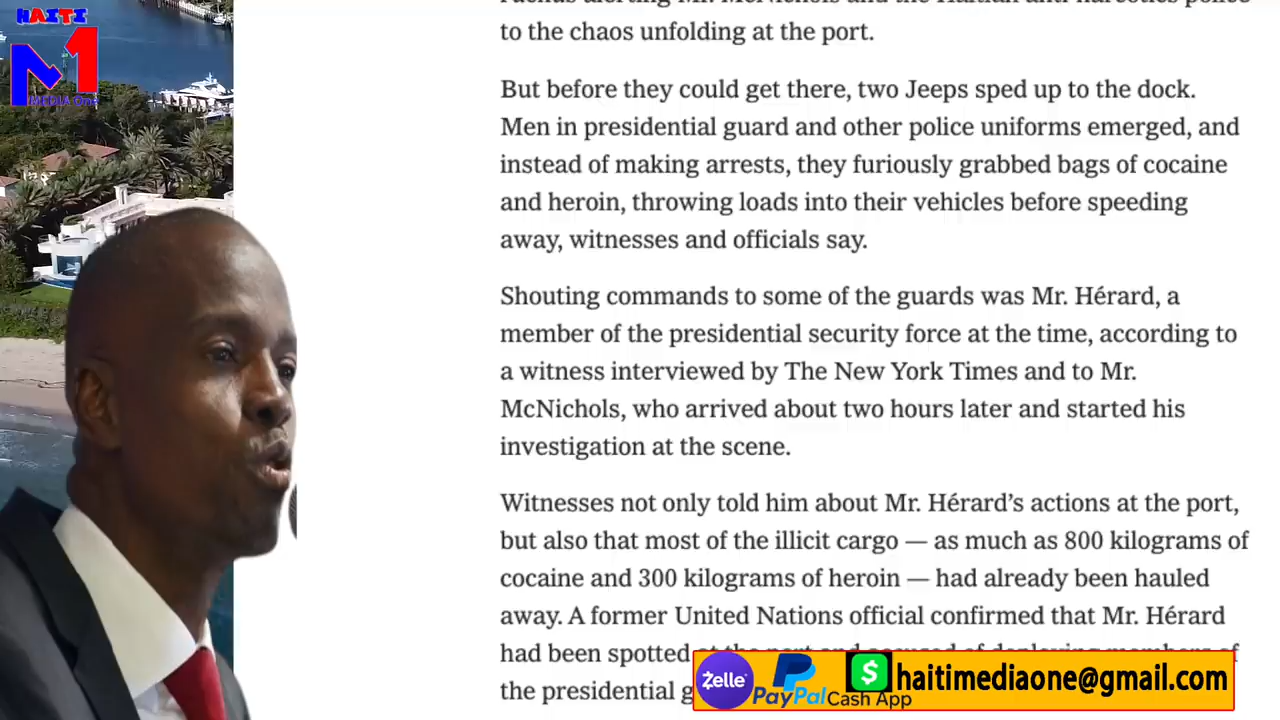 HAITI
M1
MEDIA One
to the chaos unfolding at the port.
But before they could get there, two Jeeps sped up to the dock.
Men in presidential guard and other police uniforms emerged, and
instead of making arrests, they furiously grabbed bags of cocaine
and heroin, throwing loads into their vehicles before speeding
away, witnesses and officials say.
Shouting commands to some of the guards was Mr. Hérard, a
member of the presidential security force at the time, according to
a witness interviewed by The New York Times and to Mr.
McNichols, who arrived about two hours later and started his
investigation at the scene.
Witnesses not only told him about Mr. Hérard’s actions at the port,
but also that most of the illicit cargo — as much as 800 kilograms of
cocaine and 300 kilograms of heroin — had already been hauled
away. A former United Nations official confirmed that Mr. Hérard
had been spotted
the presidential
Zelle
PayPal
$
Cash App
haitimediaone@gmail.com